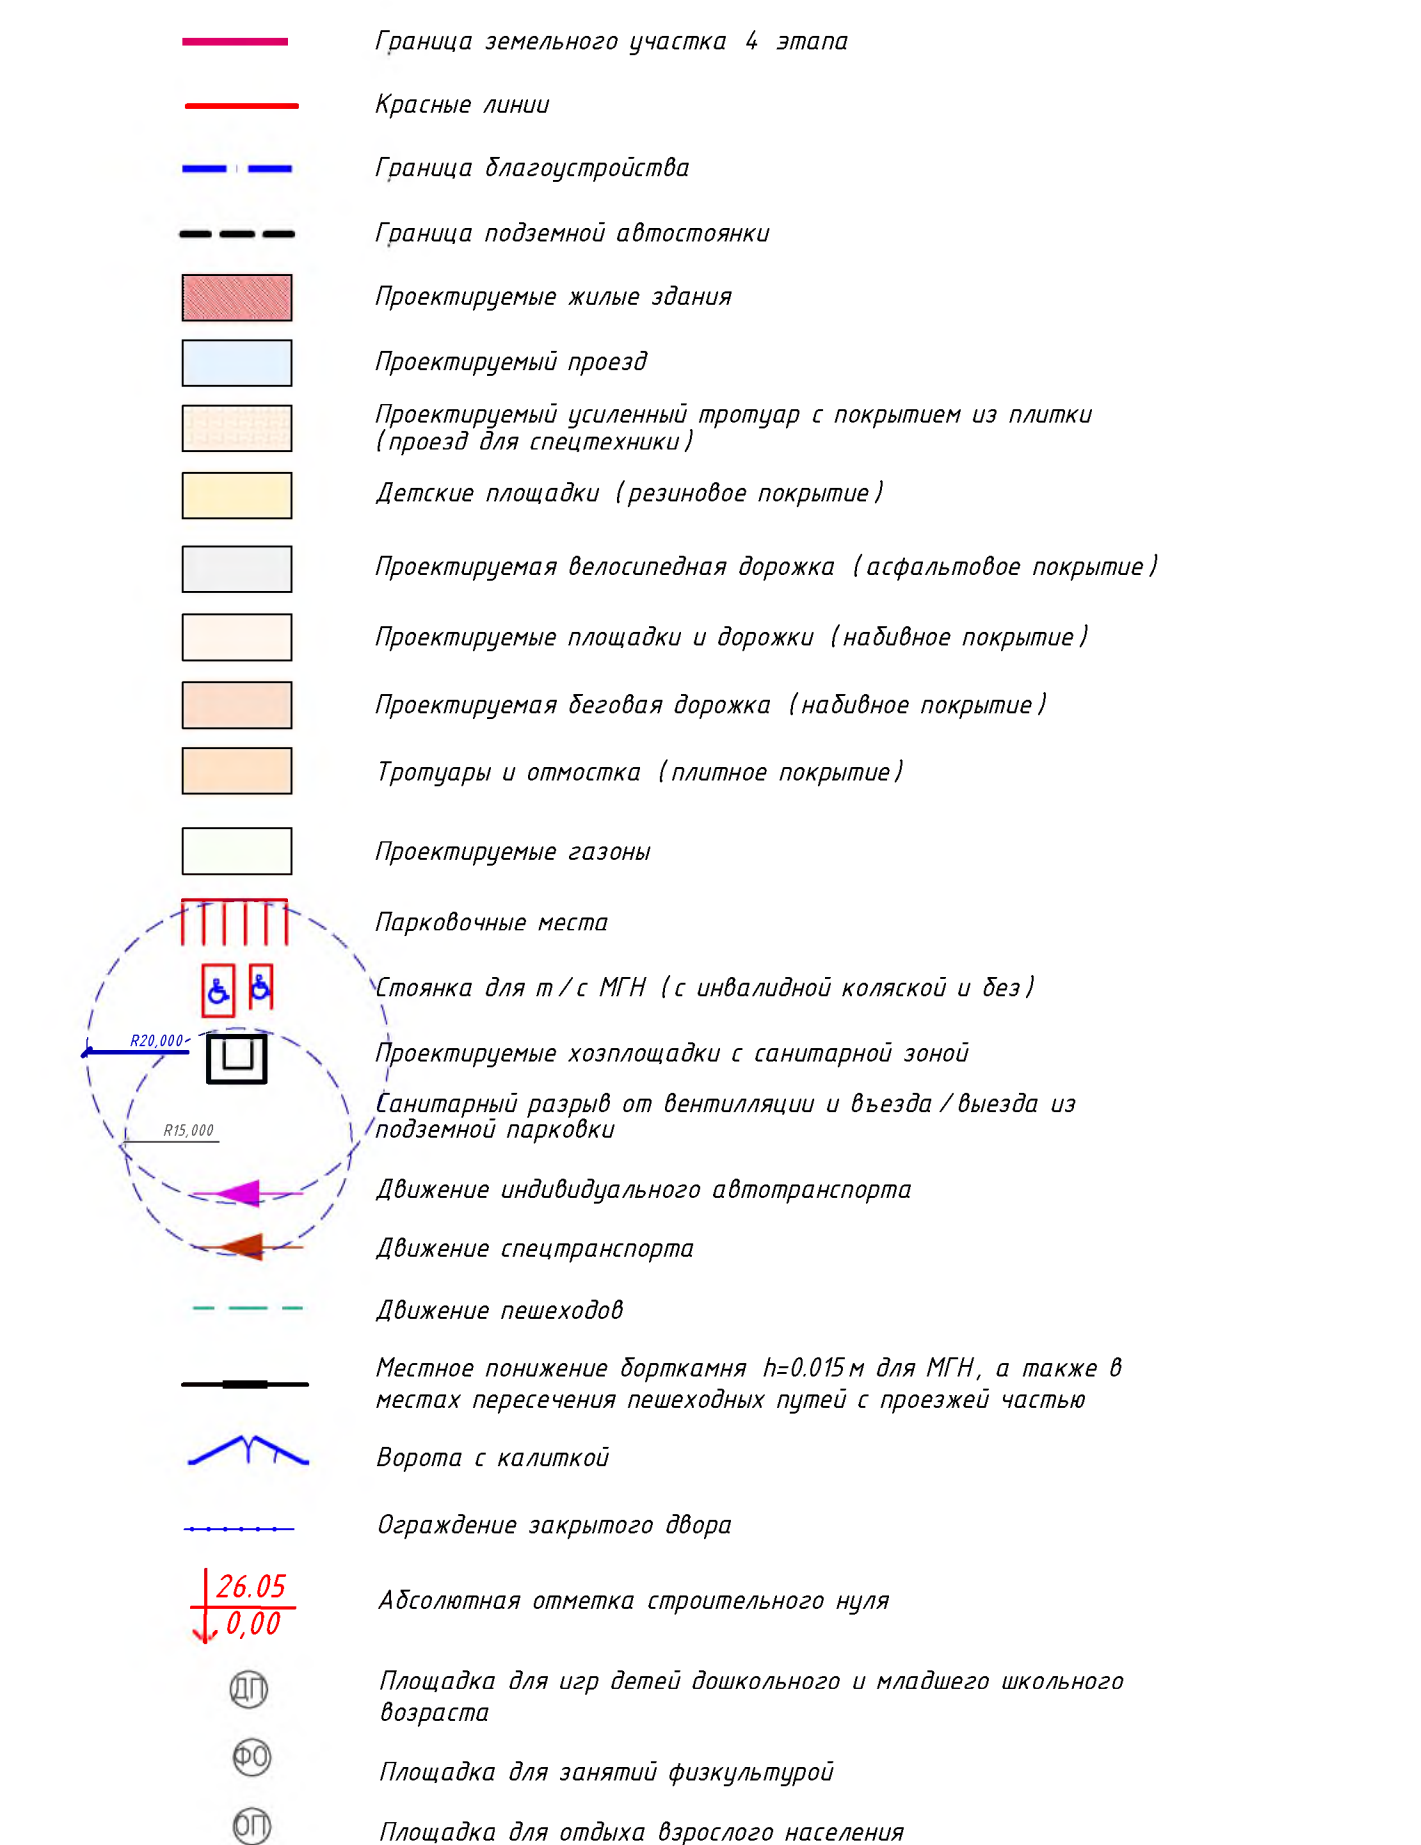 Граница земельного участка 4 этапа
Красные линии
Граница благоустройства
Граница подземной автостоянки
Проектируемые жилые здания
Проектируемый проезд
Проектируемый усиленный тротуар с покрытием из плитки
(проезд для спецтехники)
Детские площадки (резиновое покрытие)
Проектируемая велосипедная дорожка (асфальтовое покрытие)
Проектируемые площадки и дорожки (набивное покрытие)
Проектируемая беговая дорожка (набивное покрытие)
Тротуары и отмостка (плитное покрытие)
Проектируемые газоны
Парковочные места
Стоянка для т/с МГН (с инвалидной коляской и без)
R20,000
Проектируемые хозплощадки с санитарной зоной
Санитарный разрыв от вентилляции и въезда/выезда из
подземной парковки
R15,000
Движение индивидуального автотранспорта
Движение спецтранспорта
Движение пешеходов
Местное понижение борткамня h=0.015м для МГН, а также в
местах пересечения пешеходных путей с проезжей частью
Ворота с калиткой
Ограждение закрытого двора
26.05
0,00
Абсолютная отметка строительного нуля
ДП
Площадка для игр детей дошкольного и младшего школьного
возраста
ФО
Площадка для занятий физкультурой
ОП
Площадка для отдыха взрослого населения